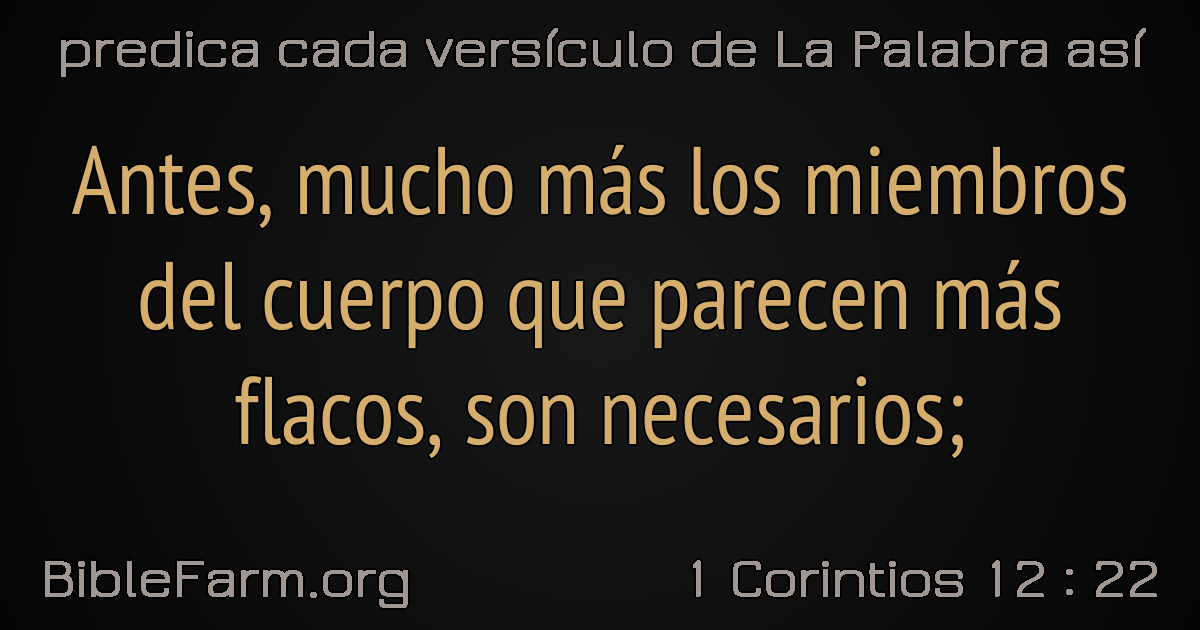 predica cada versículo de La Palabra así
Antes, mucho más los miembros
del cuerpo que parecen más
flacos, son necesarios;
BibleFarm.org
1 Corintios 12 : 22